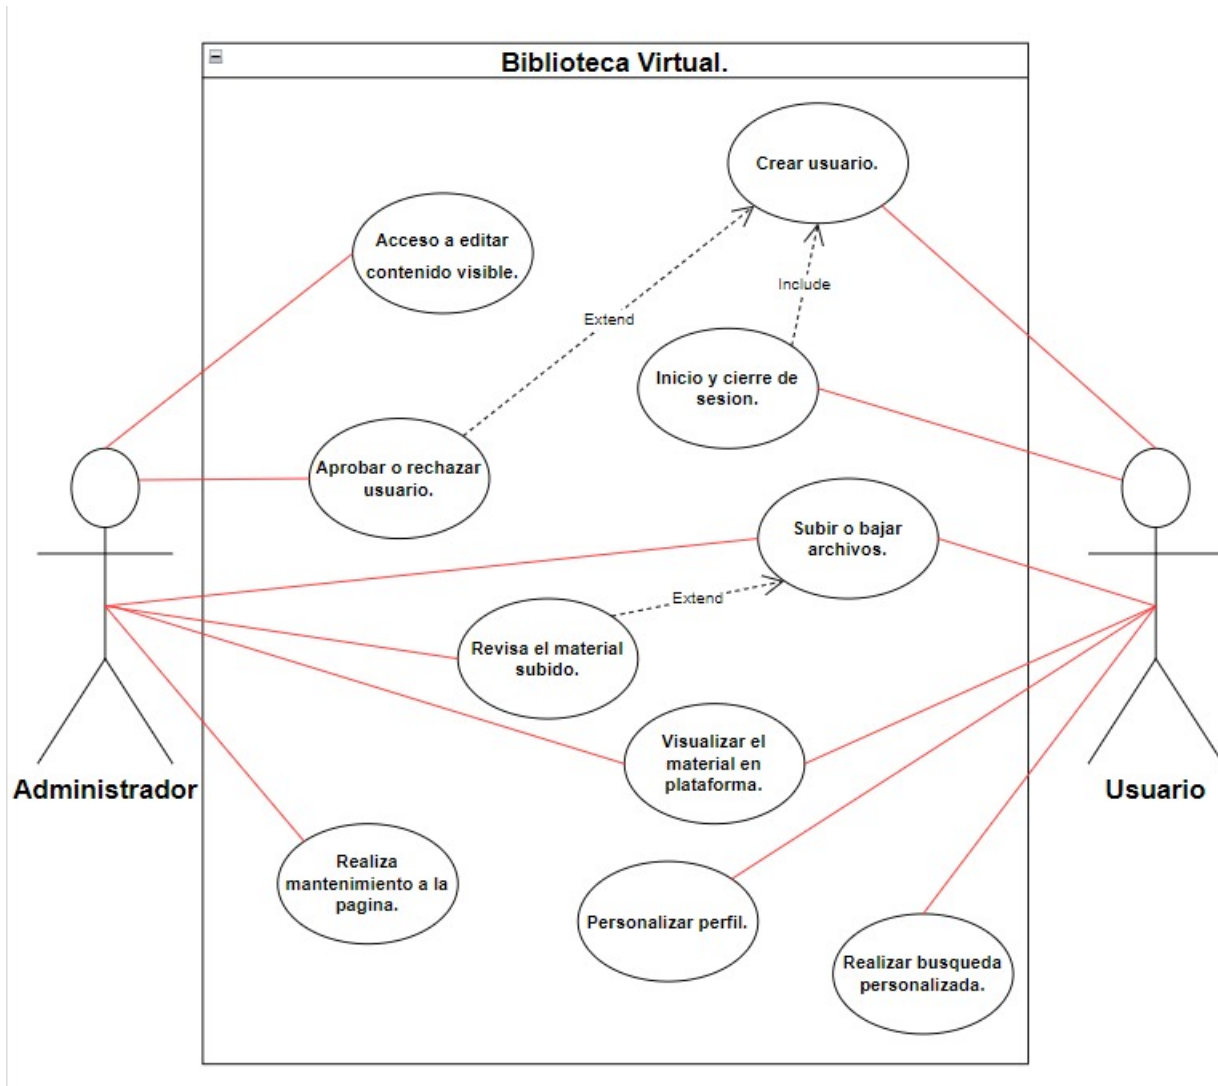 Biblioteca Virtual.
Crear usuario.
Acceso a editar
contenido visible.
Include
Extend
Inicio y cierre de
sesion.
Aprobar o rechazar
usuario.
Subir o bajar
archivos.
Extend
Revisa el material
subido.
Visualizar el
material en
plataforma.
Administrador
Usuario
Realiza
mantenimiento a la
pagina.
Personalizar perfil.
Realizar busqueda
personalizada.